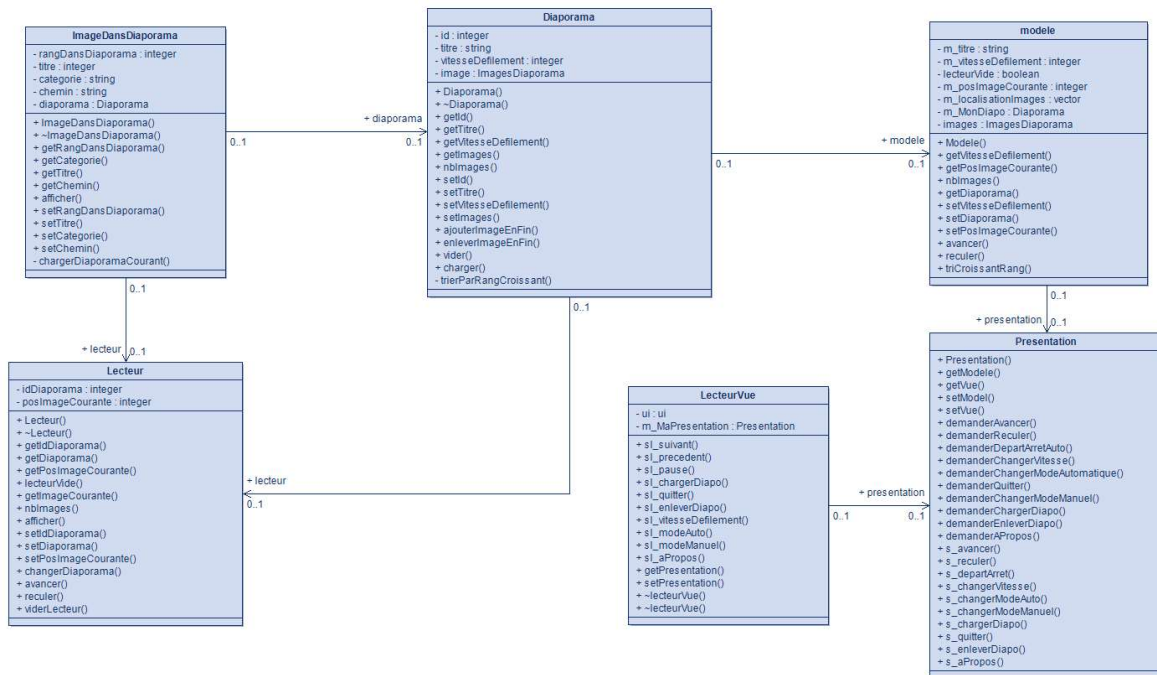 ImageDansDiaporama
- rangDansDiaporama : integer
- titre : integer
- categorie : string
- chemin : string
- diaporama : Diaporama
+ ImageDansDiaporama()
+ ~ImageDansDiaporama()
+ getRangDansDiaporama()
+ getCategorie()
+ getTitre()
+ getChemin()
+ afficher()
+ setRangDansDiaporama()
+ setTitre()
+ setCategorie()
+ setChemin()
- chargerDiaporamaCourant()
0..1
+ diaporama
0..1
Diaporama
- id : integer
- titre : string
- vitesseDefilement : integer
- image : ImagesDiaporama
+ Diaporama()
+ ~Diaporama()
+ getId()
+ getTitre()
+ getVitesseDefilement()
+ getImages()
+ nbImages()
+ setId()
+ setTitre()
+ setVitesseDefilement()
+ setImages()
+ ajouterImageEnFin()
+ enleverImageEnFin()
+ vider()
+ charger()
- trierParRangCroissant()
0..1
+ modele
0..1
modele
- m_titre : string
- m_vitesseDefilement : integer
- lecteurVide : boolean
- m_posImageCourante : integer
- m_localisationImages : vector
- m_MonDiapo : Diaporama
- images : ImagesDiaporama
+ Modele()
+ getVitesseDefilement()
+ getPosImageCourante()
+ nbImages()
+ getDiaporama()
+ setVitesseDefilement()
+ setDiaporama()
+ setPosImageCourante()
+ avancer()
+ reculer()
+ triCroissantRang()
0..1
+ lecteur
0..1
0..1
0..1
+ presentation
0..1
Lecteur
- idDiaporama : integer
- posImageCourante : integer
+ Lecteur()
+ ~Lecteur()
+ getIdDiaporama()
+ getDiaporama()
+ getPosImageCourante()
+ lecteurVide()
+ getImageCourante()
+ nbImages()
+ afficher()
+ setIdDiaporama()
+ setDiaporama()
+ setPosImageCourante()
+ changerDiaporama()
+ avancer()
+ reculer()
+ viderLecteur()
+ lecteur
0..1
LecteurVue
- ui : ui
- m_MaPresentation : Presentation
+ sl_suivant()
+ sl_precedent()
+ sl_pause()
+ sl_chargerDiapo()
+ sl_quitter()
+ sl_enleverDiapo()
+ sl_vitesseDefilement()
+ sl_modeAuto()
+ sl_modeManuel()
+ sl_aPropos()
+ getPresentation()
+ setPresentation()
+ ~lecteurVue()
+ ~lecteurVue()
+ presentation
0..1
0..1
Presentation
+ Presentation()
+ getModele()
+ getVue()
+ setModel()
+ setVue()
+ demanderAvancer()
+ demanderReculer()
+ demanderDepartArretAuto()
+ demanderChangerVitesse()
+ demanderChangerModeAutomatique()
+ demanderQuitter()
+ demanderChangerModeManuel()
+ demanderChargerDiapo()
+ demanderEnleverDiapo()
+ demanderAPropos()
+ s_avancer()
+ s_reculer()
+ s_departArret()
+ s_changerVitesse()
+ s_changerModeAuto()
+ s_changerModeManuel()
+ s_chargerDiapo()
+ s_quitter()
+ s_enleverDiapo()
+ s_aPropos()